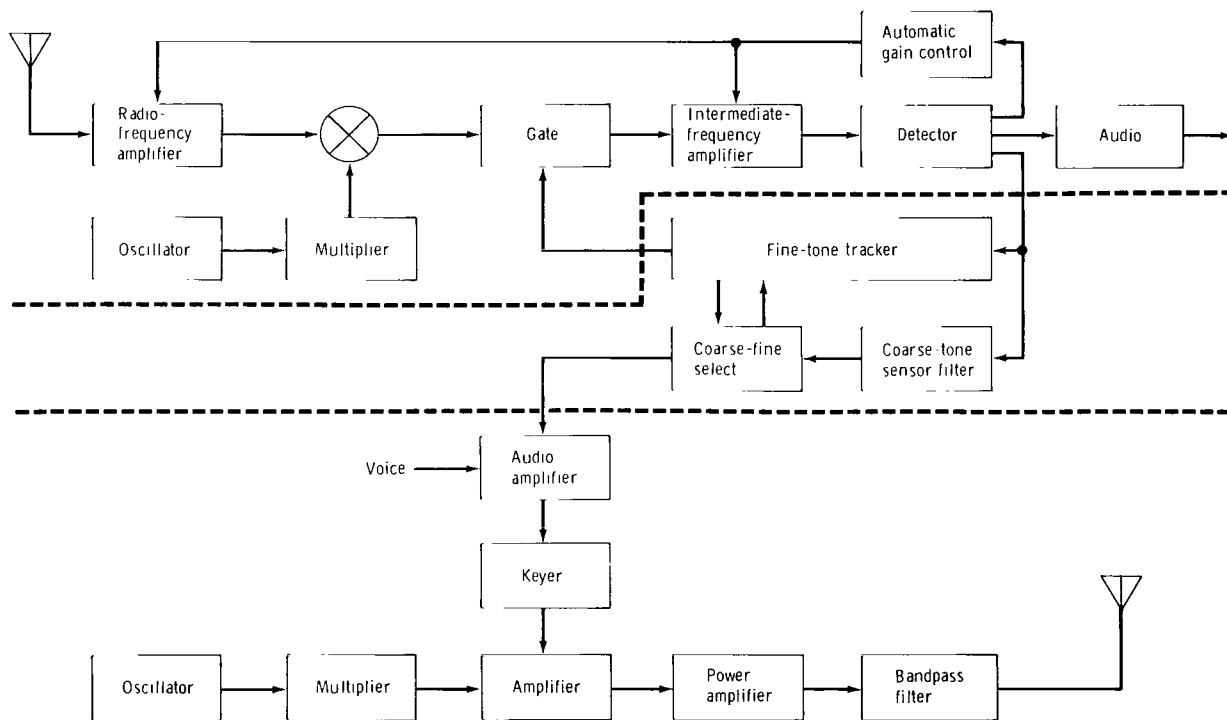 Automatic
gain control
Radio-
frequency
amplifier
Gate
Intermediate-
frequency
amplifier
Detector
Audio
Oscillator
Multiplier
Fine-tone tracker
Coarse-fine
select
Coarse-tone
sensor filter
Voice
Audio
amplifier
Keyer
Oscillator
Multiplier
Amplifier
Power
amplifier
Bandpass
filter